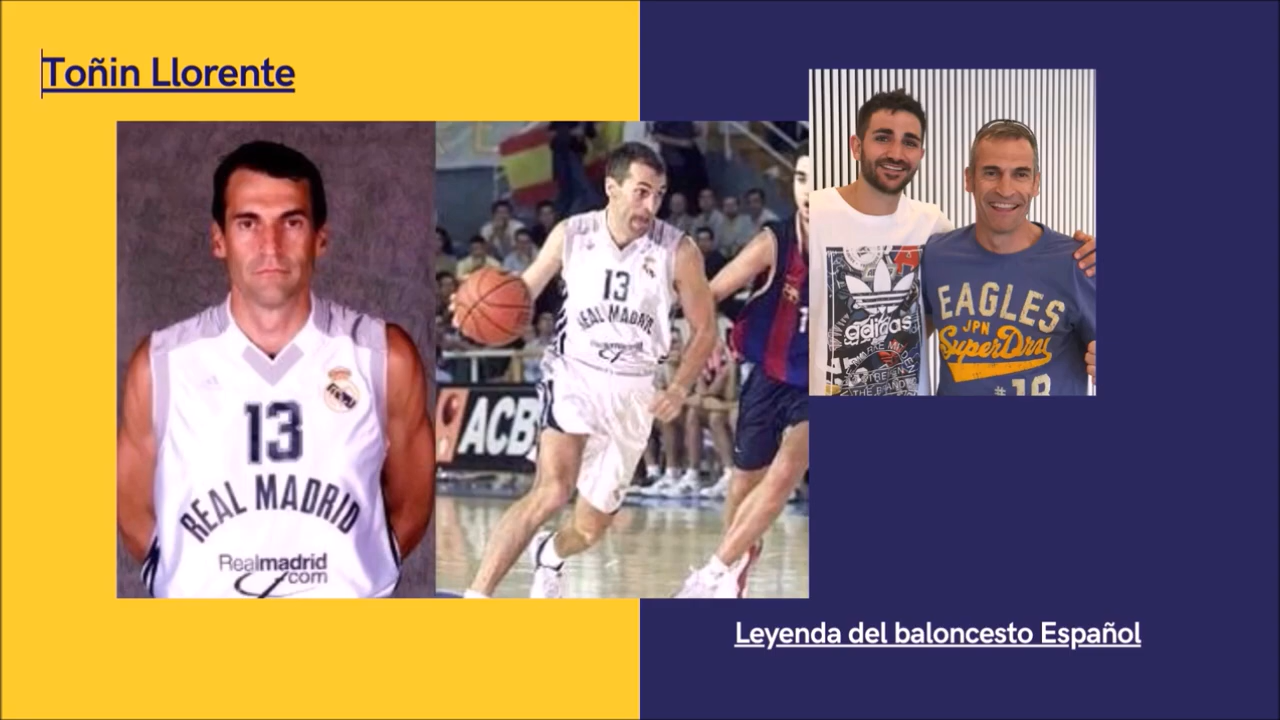 Toñin Llorente
13
REAL MADRID
Realmadrid
.com
13
REAL MADRID
ACB
adidas
EAGLES
JPN
SuperDry
#18
Leyenda del baloncesto Español